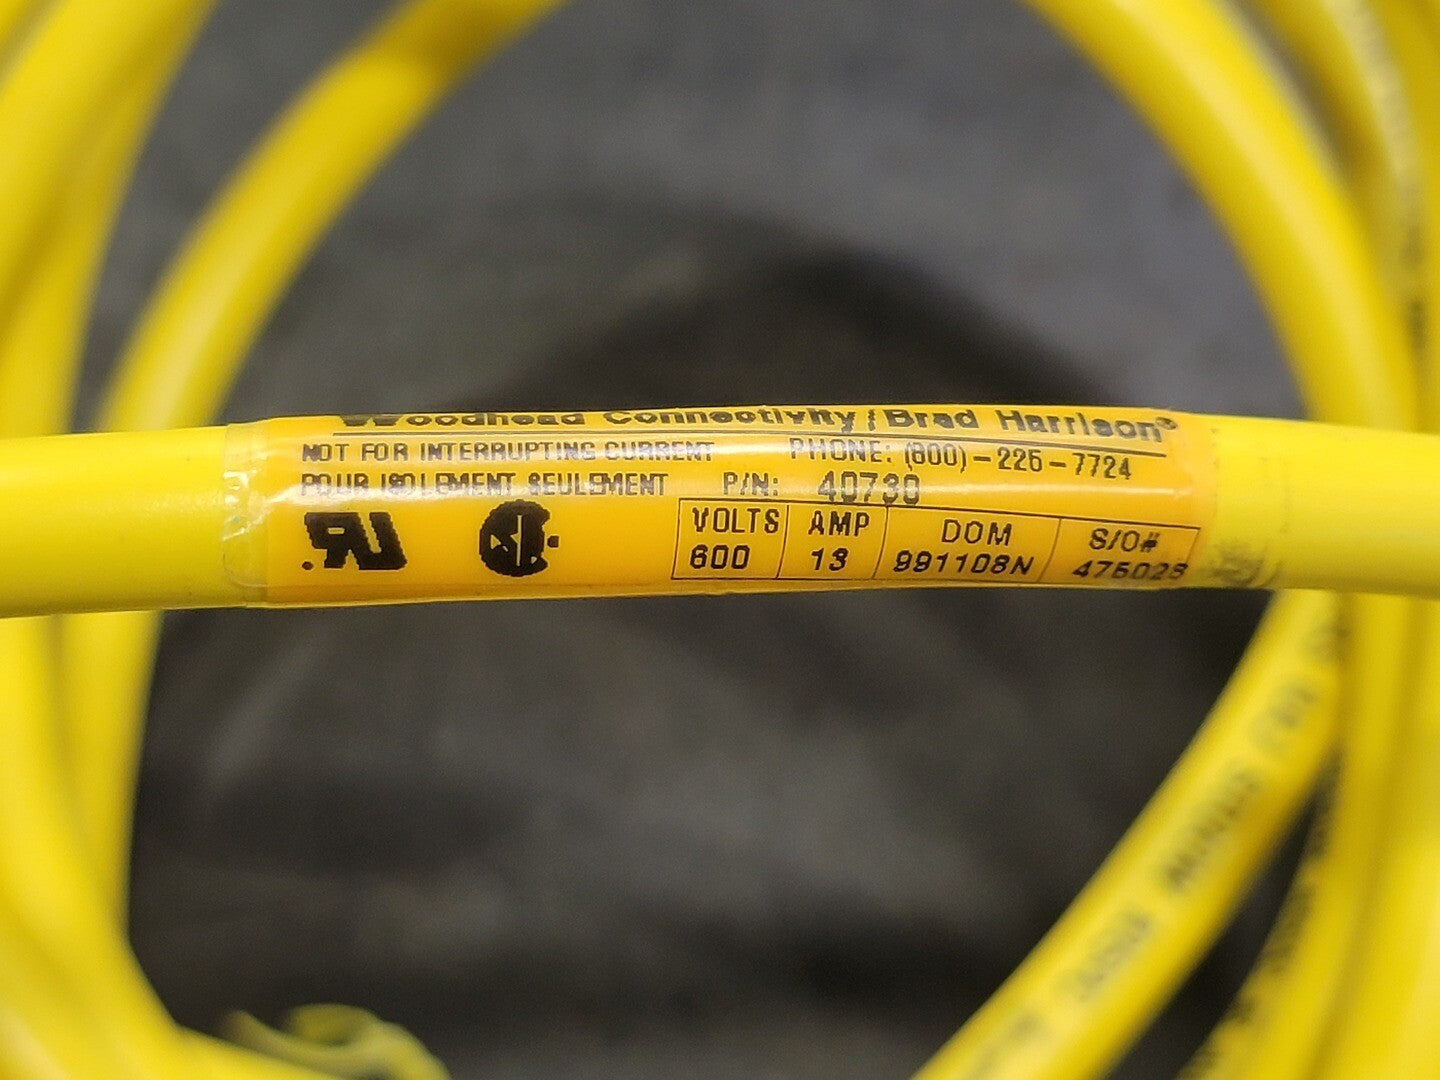 Woodhead Connectivity/Brad Harrison®
NOT FOR INTERRUPTING CURRENT PHONE: (800)-225-7724
POUR ISOLEMENT SEULEMENT P/N: 40730
VOLTS AMP DOM S/O#
600 13 991108N 475028